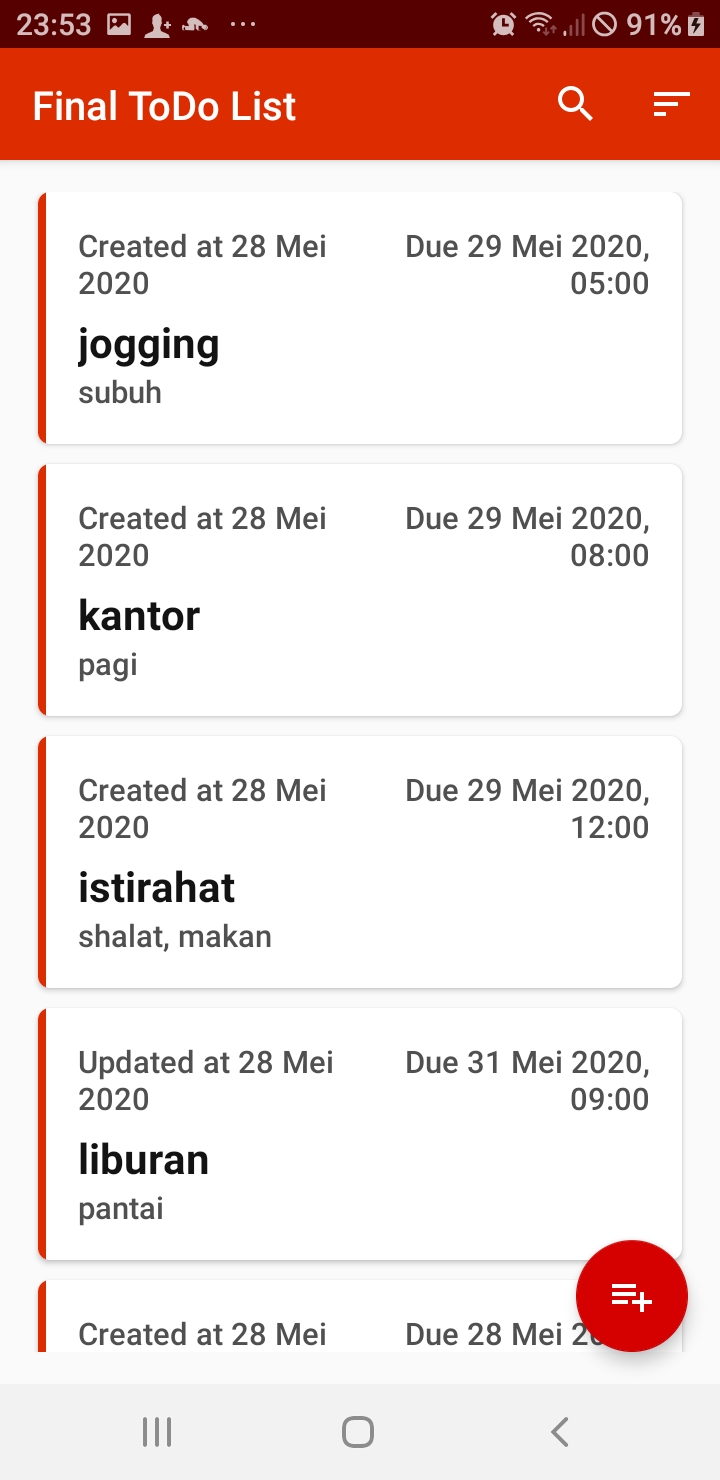 23:53
91%
Final ToDo List
Created at 28 Mei
2020
Due 29 Mei 2020,
05:00
jogging
subuh
Created at 28 Mei
2020
Due 29 Mei 2020,
08:00
kantor
pagi
Created at 28 Mei
2020
Due 29 Mei 2020,
12:00
istirahat
shalat, makan
Updated at 28 Mei
2020
Due 31 Mei 2020,
09:00
liburan
pantai
Created at 28 Mei
Due 28 Mei